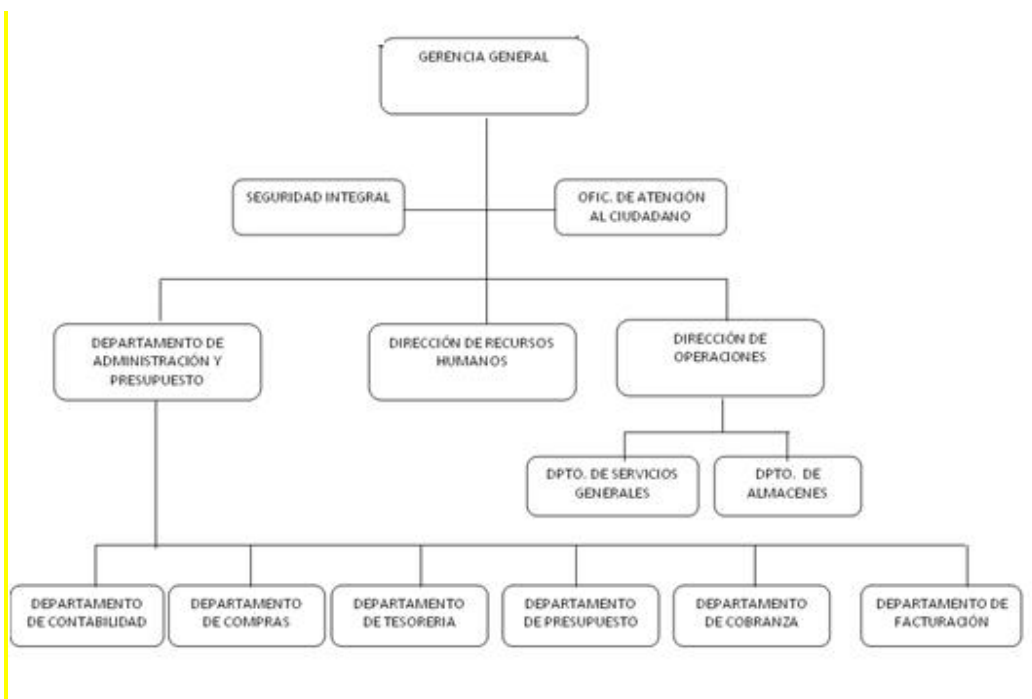 GERENCIA GENERAL
SEGURIDAD INTEGRAL
OFIC. DE ATENCIÓN
AL CIUDADANO
DEPARTAMENTO DE
ADMINISTRACIÓN Y
PRESUPUESTO
DIRECCIÓN DE RECURSOS
HUMANOS
DIRECCIÓN DE
OPERACIONES
DPTO. DE SERVICIOS
GENERALES
DPTO. DE
ALMACENES
DEPARTAMENTO
DE CONTABILIDAD
DEPARTAMENTO
DE COMPRAS
DEPARTAMENTO
DE TESORERIA
DEPARTAMENTO
DE PRESUPUESTO
DEPARTAMENTO
DE COBRANZA
DEPARTAMENTO DE
FACTURACIÓN